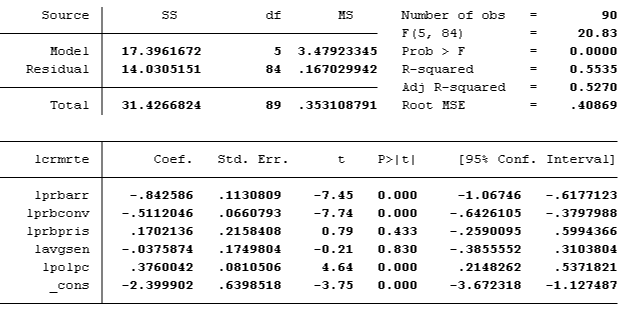 Source SS df MS Number of obs = 90
F(5, 84) = 20.83
Model 17.3961672 5 3.47923345 Prob > F = 0.0000
Residual 14.0305151 84 .167029942 R-squared = 0.5535
Adj R-squared = 0.5270
Total 31.4266824 89 .353108791 Root MSE = .40869
lcrmrte Coef. Std. Err. t P>|t| [95% Conf. Interval]
lprbarr -.842586 .1130809 -7.45 0.000 -1.06746 -.6177123
lprbconv -.5112046 .0660793 -7.74 0.000 -.6426105 -.3797988
lprbpris .1702136 .2158408 0.79 0.433 -.2590095 .5994366
lavgsen -.0375874 .1749804 -0.21 0.830 -.3855552 .3103804
lpolpc .3760042 .0810506 4.64 0.000 .2148262 .5371821
_cons -2.399902 .6398518 -3.75 0.000 -3.672318 -1.127487